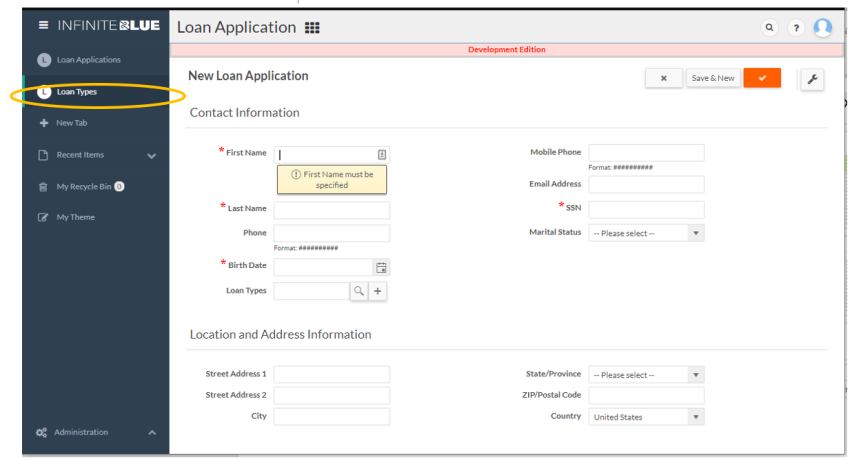 ≡ INFINITE BLUE
Loan Application
?
Development Edition
L Loan Applications
L Loan Types
+ New Tab
Recent Items
My Recycle Bin 0
My Theme
Administration
New Loan Application
Save & New
Contact Information
* First Name
First Name must be
specified
* Last Name
Phone
Format: ##########
* Birth Date
Loan Types
+
Mobile Phone
Format: ##########
Email Address
* SSN
Marital Status -- Please select --
Location and Address Information
Street Address 1
Street Address 2
City
State/Province -- Please select --
ZIP/Postal Code
Country United States